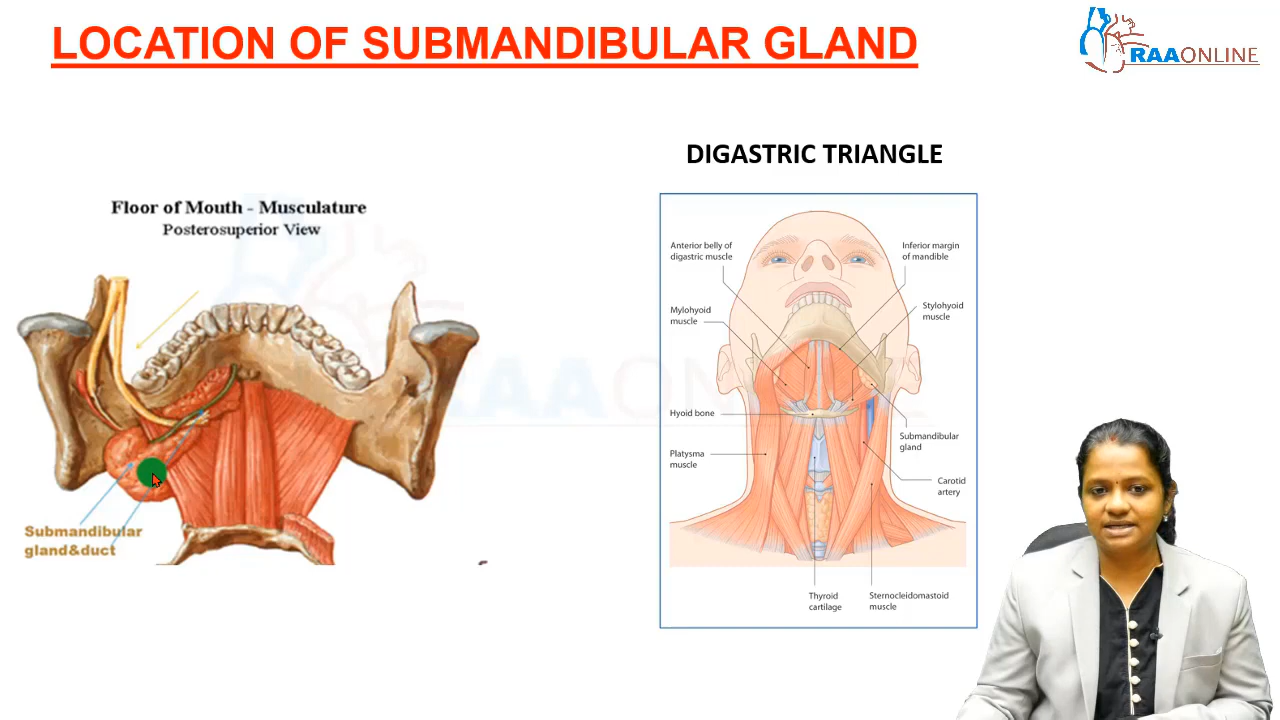 LOCATION OF SUBMANDIBULAR GLAND
RAAONLINE
DIGASTRIC TRIANGLE
Floor of Mouth - Musculature
Posterosuperior View
Submandibular
gland&duct
Anterior belly of
digastric muscle
Inferior margin
of mandible
Mylohyoid
muscle
Stylohyoid
muscle
Hyoid bone
Submandibular
gland
Platysma
muscle
Carotid
artery
Thyroid
cartilage
Sternocleidomastoid
muscle
RAAONLINE